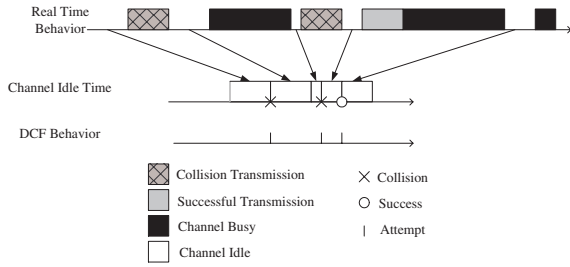 Real Time
Behavior
Channel Idle Time
DCF Behavior
Collision Transmission
Successful Transmission
Channel Busy
Channel Idle
Collision
Success
Attempt